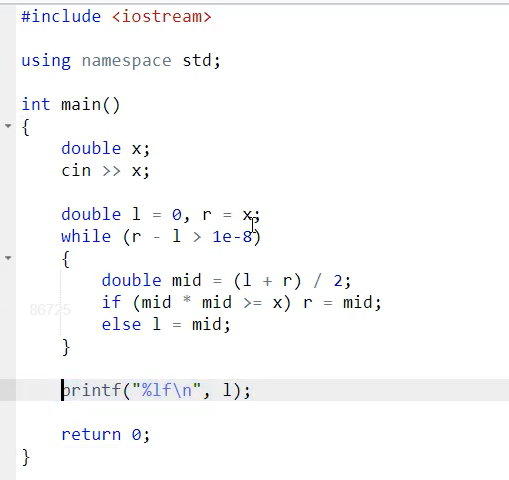 #include <iostream>
using namespace std;
int main()
{
    double x;
    cin >> x;
    double l = 0, r = x;
    while (r - l > 1e-8)
    {
        double mid = (l + r) / 2;
        if (mid * mid >= x) r = mid;
86725
        else l = mid;
    }
    printf("%lf\n", l);
    return 0;
}